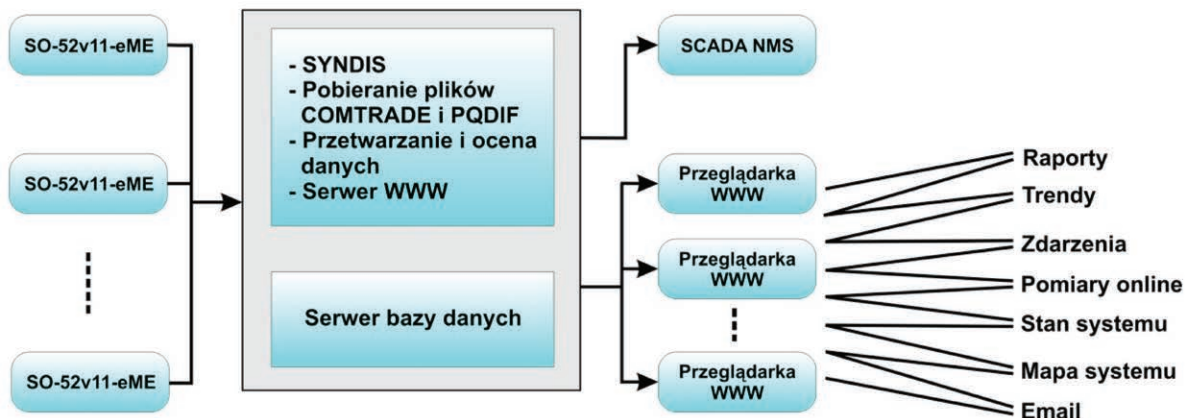 SO-52v11-eME
SO-52v11-eME
SO-52v11-eME
- SYNDIS
- Pobieranie plików
COMTRADE i PQDIF
- Przetwarzanie i ocena
danych
- Serwer WWW
Serwer bazy danych
SCADA NMS
Przeglądarka
WWW
Przeglądarka
WWW
Przeglądarka
WWW
Raporty
Trendy
Zdarzenia
Pomiary online
Stan systemu
Mapa systemu
Email